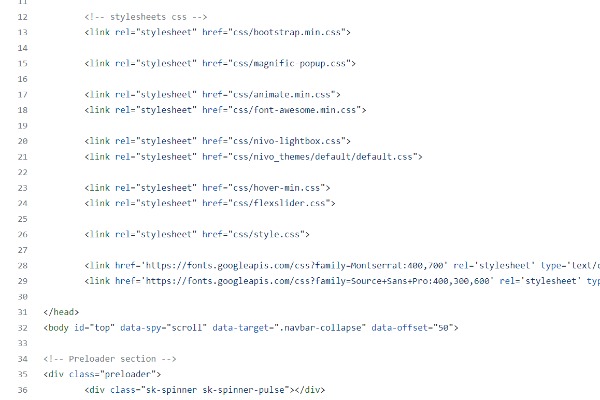 11
12 <!-- stylesheets css -->
13 <link rel="stylesheet" href="css/bootstrap.min.css">
14
15 <link rel="stylesheet" href="css/magnific-popup.css">
16
17 <link rel="stylesheet" href="css/animate.min.css">
18 <link rel="stylesheet" href="css/font-awesome.min.css">
19
20 <link rel="stylesheet" href="css/nivo-lightbox.css">
21 <link rel="stylesheet" href="css/nivo_themes/default/default.css">
22
23 <link rel="stylesheet" href="css/hover-min.css">
24 <link rel="stylesheet" href="css/flexslider.css">
25
26 <link rel="stylesheet" href="css/style.css">
27
28 <link href='https://fonts.googleapis.com/css?family=Montserrat:400,700' rel='stylesheet' type='text/c
29 <link href='https://fonts.googleapis.com/css?family=Source+Sans+Pro:400,300,600' rel='stylesheet' typ
30
31 </head>
32 <body id="top" data-spy="scroll" data-target=".navbar-collapse" data-offset="50">
33
34 <!-- Preloader section -->
35 <div class="preloader">
36 <div class="sk-spinner sk-spinner-pulse"></div>